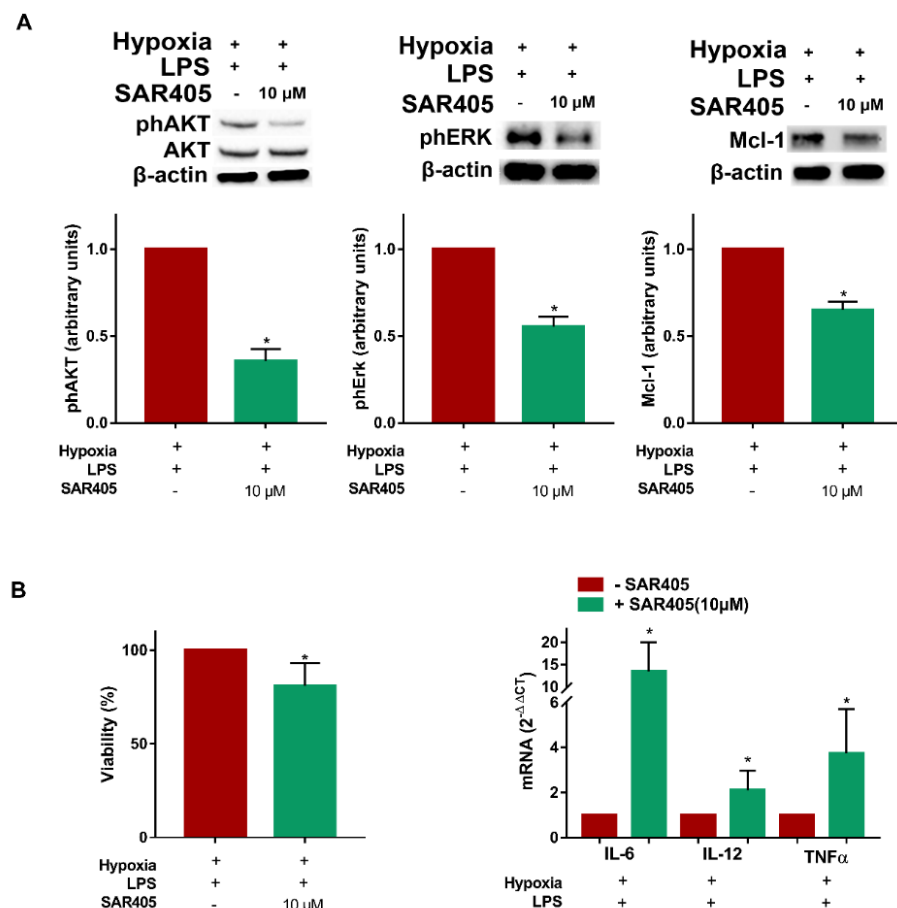 A
Hypoxia + +
LPS + +
SAR405 - 10 µM
phAKT
AKT
β-actin
Hypoxia + +
LPS + +
SAR405 - 10 µM
phERK
β-actin
Hypoxia + +
LPS + +
SAR405 - 10 µM
Mcl-1
β-actin
phAKT (arbitrary units)
1.0
0.5
0.0
*
Hypoxia + +
LPS + +
SAR405 - 10 µM
phErk (arbitrary units)
1.0
0.5
0.0
*
Hypoxia + +
LPS + +
SAR405 - 10 µM
Mcl-1 (arbitrary units)
1.0
0.5
0.0
*
Hypoxia + +
LPS + +
SAR405 - 10 µM
B
Viability (%)
100
50
0
*
Hypoxia + +
LPS + +
SAR405 - 10 µM
- SAR405
+ SAR405(10µM)
mRNA (2^-Δ ΔCT)
20
15
10
6
4
2
0
* * *
IL-6 IL-12 TNFα
Hypoxia + + +
LPS + + +